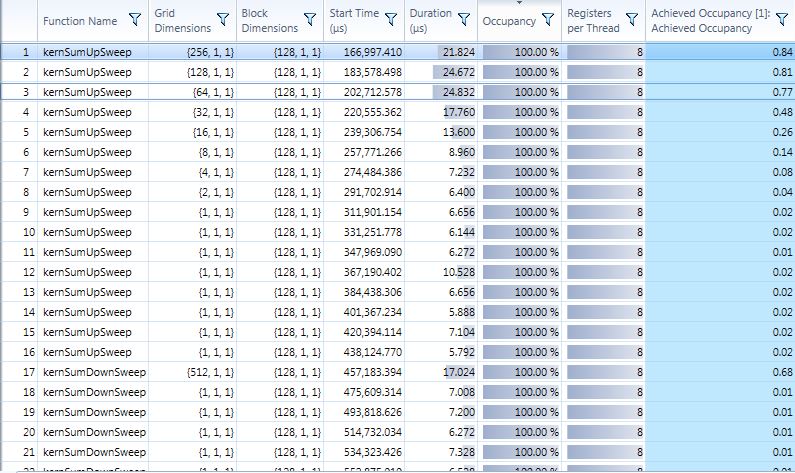 Function Name Grid Dimensions Block Dimensions Start Time (µs) Duration (µs) Occupancy Registers per Thread Achieved Occupancy [1]: Achieved Occupancy
1 kernSumUpSweep {256, 1, 1} {128, 1, 1} 166,997.410 21.824 100.00 % 8 0.84
2 kernSumUpSweep {128, 1, 1} {128, 1, 1} 183,578.498 24.672 100.00 % 8 0.81
3 kernSumUpSweep {64, 1, 1} {128, 1, 1} 202,712.578 24.832 100.00 % 8 0.77
4 kernSumUpSweep {32, 1, 1} {128, 1, 1} 220,555.362 17.760 100.00 % 8 0.48
5 kernSumUpSweep {16, 1, 1} {128, 1, 1} 239,306.754 13.600 100.00 % 8 0.26
6 kernSumUpSweep {8, 1, 1} {128, 1, 1} 257,771.266 8.960 100.00 % 8 0.14
7 kernSumUpSweep {4, 1, 1} {128, 1, 1} 274,484.386 7.232 100.00 % 8 0.08
8 kernSumUpSweep {2, 1, 1} {128, 1, 1} 291,702.914 6.400 100.00 % 8 0.04
9 kernSumUpSweep {1, 1, 1} {128, 1, 1} 311,901.154 6.656 100.00 % 8 0.02
10 kernSumUpSweep {1, 1, 1} {128, 1, 1} 331,251.778 6.144 100.00 % 8 0.02
11 kernSumUpSweep {1, 1, 1} {128, 1, 1} 347,969.090 6.272 100.00 % 8 0.01
12 kernSumUpSweep {1, 1, 1} {128, 1, 1} 367,190.402 10.528 100.00 % 8 0.02
13 kernSumUpSweep {1, 1, 1} {128, 1, 1} 384,438.306 6.656 100.00 % 8 0.02
14 kernSumUpSweep {1, 1, 1} {128, 1, 1} 401,367.234 5.888 100.00 % 8 0.02
15 kernSumUpSweep {1, 1, 1} {128, 1, 1} 420,394.114 7.104 100.00 % 8 0.02
16 kernSumUpSweep {1, 1, 1} {128, 1, 1} 438,124.770 5.792 100.00 % 8 0.02
17 kernSumDownSweep {512, 1, 1} {128, 1, 1} 457,183.394 17.024 100.00 % 8 0.68
18 kernSumDownSweep {1, 1, 1} {128, 1, 1} 475,609.314 7.008 100.00 % 8 0.01
19 kernSumDownSweep {1, 1, 1} {128, 1, 1} 493,818.626 7.200 100.00 % 8 0.01
20 kernSumDownSweep {1, 1, 1} {128, 1, 1} 514,732.034 6.272 100.00 % 8 0.01
21 kernSumDownSweep {1, 1, 1} {128, 1, 1} 534,323.426 7.328 100.00 % 8 0.01